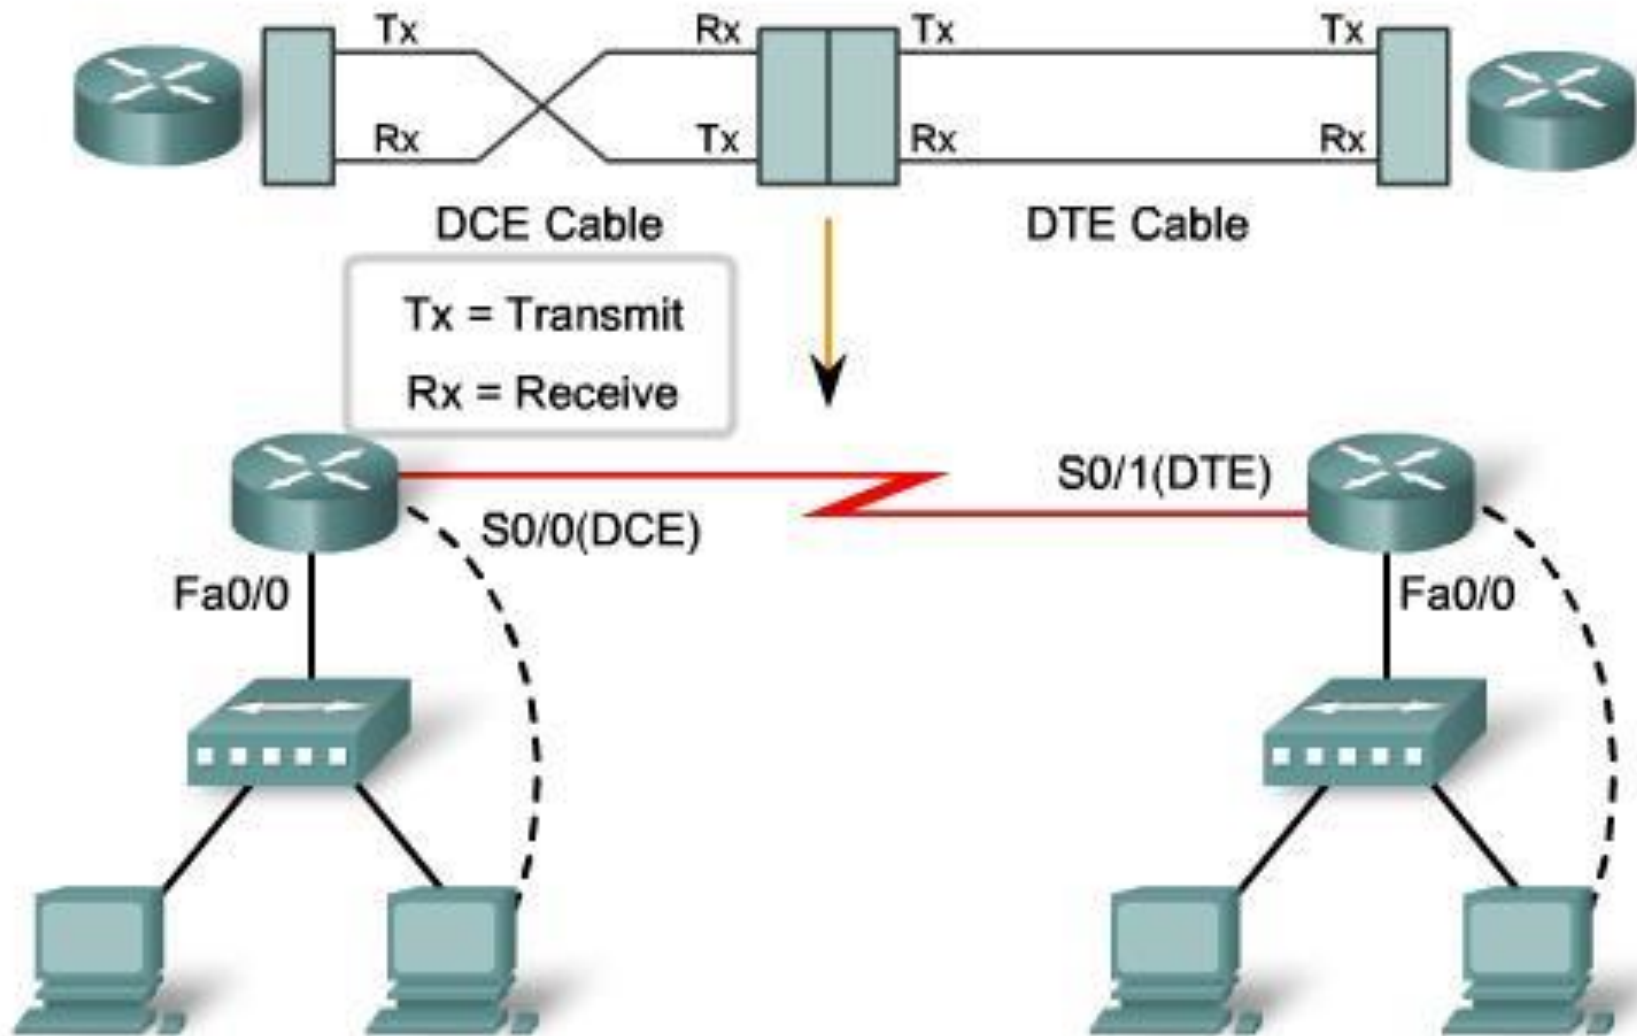 Tx Rx Tx Tx
Rx Tx Rx Rx
DCE Cable DTE Cable
Tx = Transmit
Rx = Receive
S0/1(DTE)
S0/0(DCE)
Fa0/0 Fa0/0